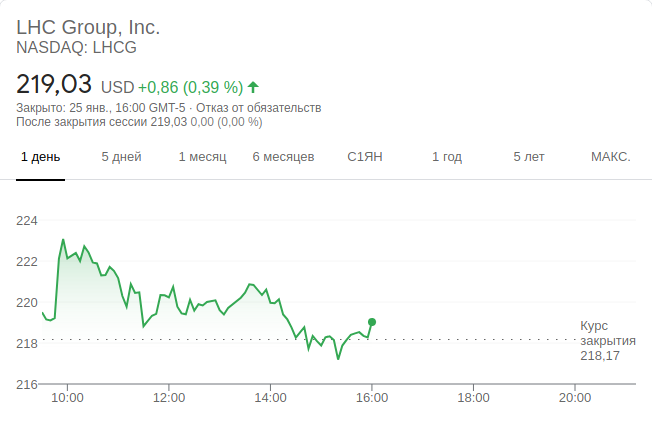 LHC Group, Inc.
NASDAQ: LHCG
219,03 USD +0,86 (0,39 %)
Закрыто: 25 янв., 16:00 GMT-5 · Отказ от обязательств
После закрытия сессии 219,03 0,00 (0,00 %)
1 день 5 дней 1 месяц 6 месяцев С1ЯН 1 год 5 лет МАКС.
224
222
220
218
216
Курс
закрытия
218,17
10:00 12:00 14:00 16:00 18:00 20:00